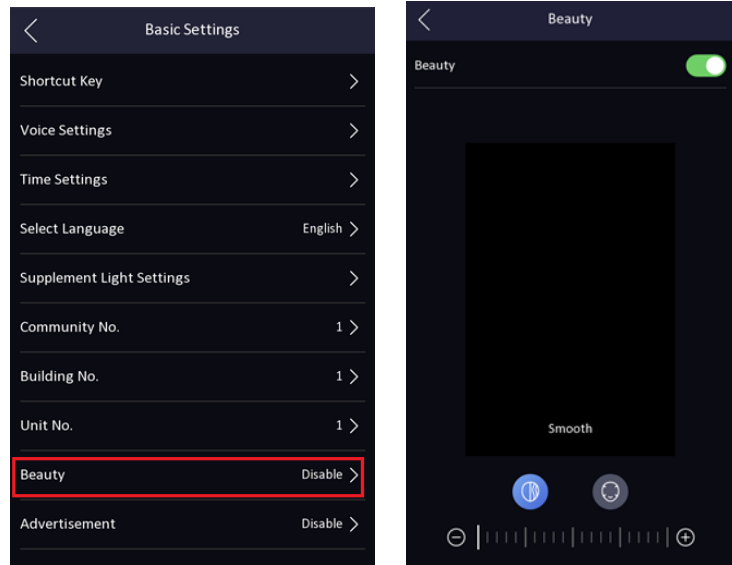 Basic Settings
Shortcut Key
Voice Settings
Time Settings
Select Language English
Supplement Light Settings
Community No. 1
Building No. 1
Unit No. 1
Beauty Disable
Advertisement Disable
Beauty
Beauty
Smooth